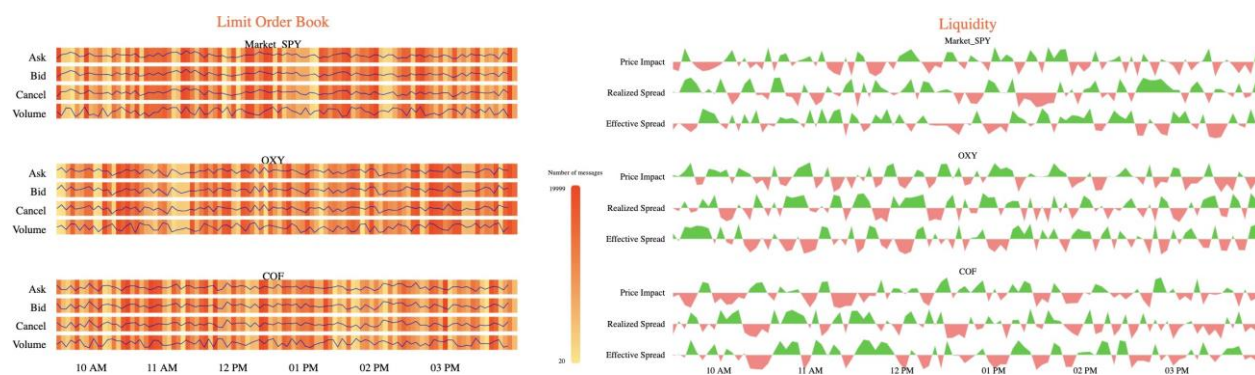 Limit Order Book
Market_SPY
Ask
Bid
Cancel
Volume
OXY
Ask
Bid
Cancel
Volume
COF
Ask
Bid
Cancel
Volume
10 AM 11 AM 12 PM 01 PM 02 PM 03 PM
Number of messages
19999
20
Liquidity
Market_SPY
Price Impact
Realized Spread
Effective Spread
OXY
Price Impact
Realized Spread
Effective Spread
COF
Price Impact
Realized Spread
Effective Spread
10 AM 11 AM 12 PM 01 PM 02 PM 03 PM